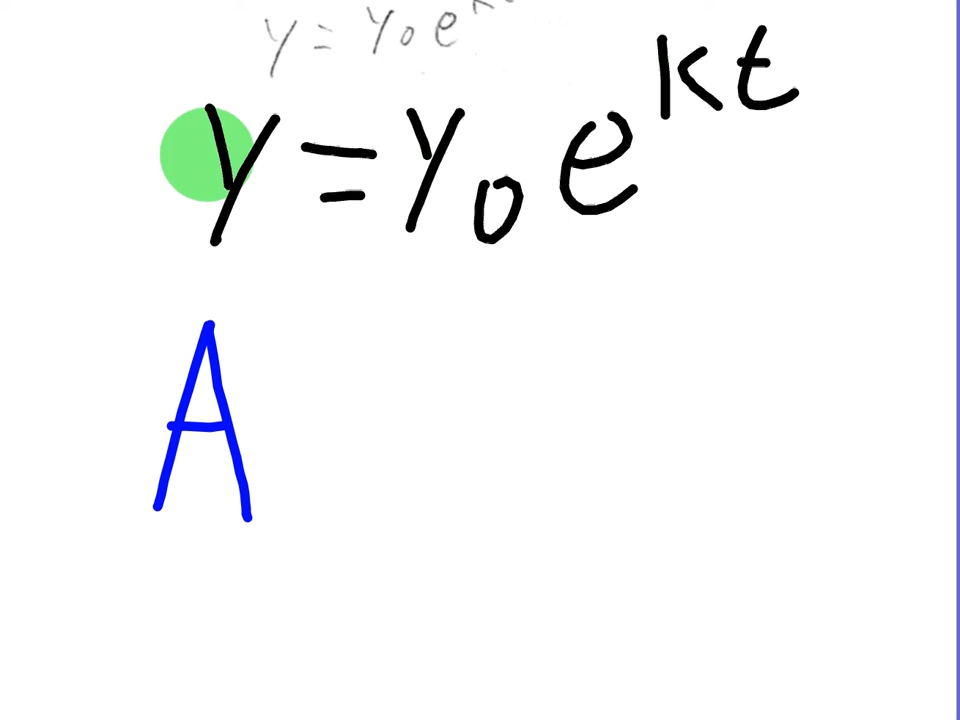 y = y₀ e
y = y₀ e^{kt}
A